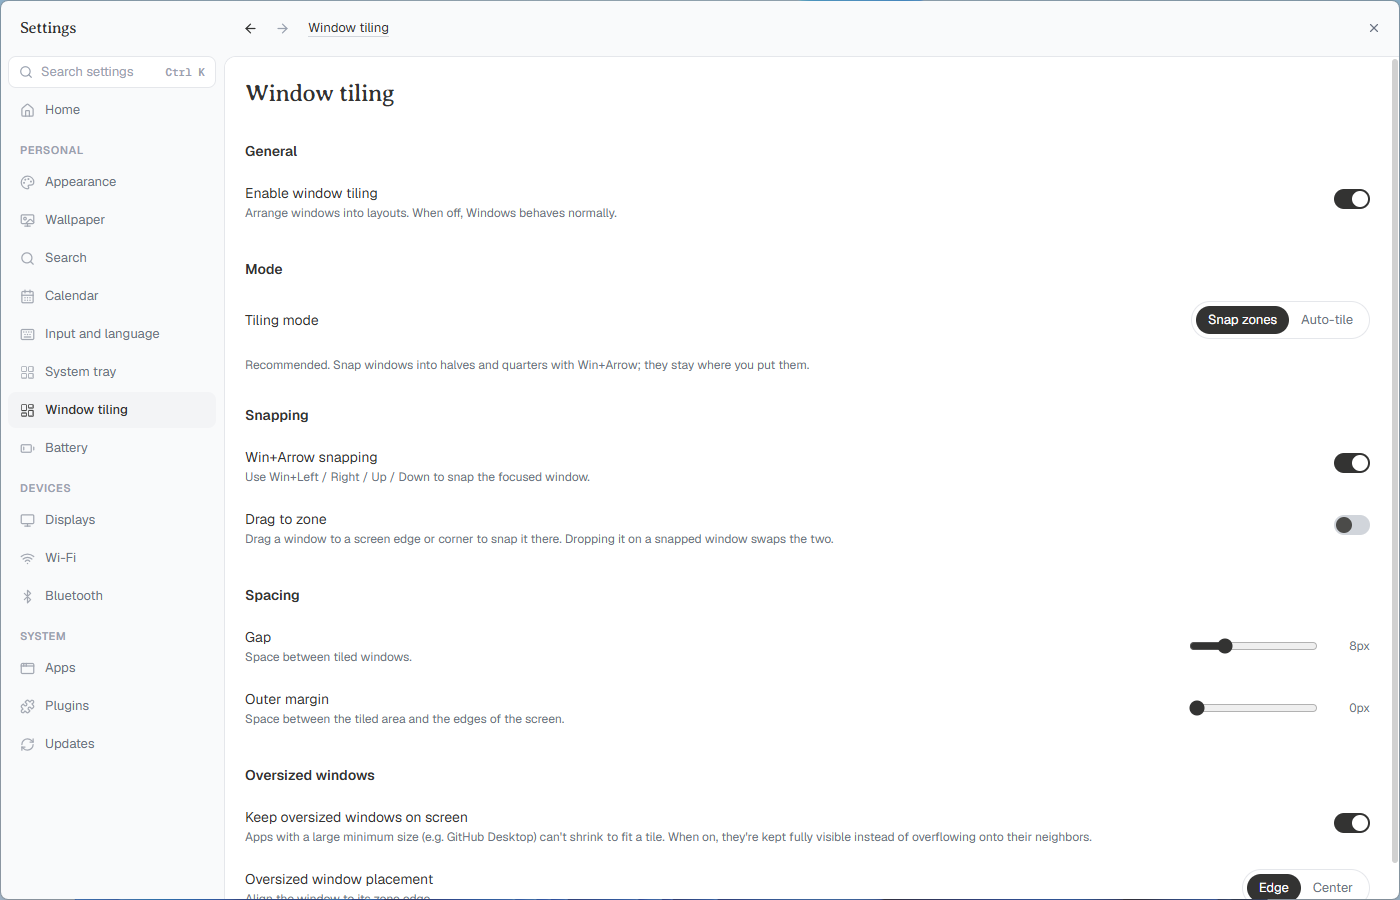 Settings
Window tiling
Search settings Ctrl K
Home
PERSONAL
Appearance
Wallpaper
Search
Calendar
Input and language
System tray
Window tiling
Battery
DEVICES
Displays
Wi-Fi
Bluetooth
SYSTEM
Apps
Plugins
Updates
Window tiling
General
Enable window tiling
Arrange windows into layouts. When off, Windows behaves normally.
Mode
Tiling mode
Snap zones Auto-tile
Recommended. Snap windows into halves and quarters with Win+Arrow; they stay where you put them.
Snapping
Win+Arrow snapping
Use Win+Left / Right / Up / Down to snap the focused window.
Drag to zone
Drag a window to a screen edge or corner to snap it there. Dropping it on a snapped window swaps the two.
Spacing
Gap
8px
Space between tiled windows.
Outer margin
0px
Space between the tiled area and the edges of the screen.
Oversized windows
Keep oversized windows on screen
Apps with a large minimum size (e.g. GitHub Desktop) can't shrink to fit a tile. When on, they're kept fully visible instead of overflowing onto their neighbors.
Oversized window placement
Edge Center
Align the window to its zone edge.